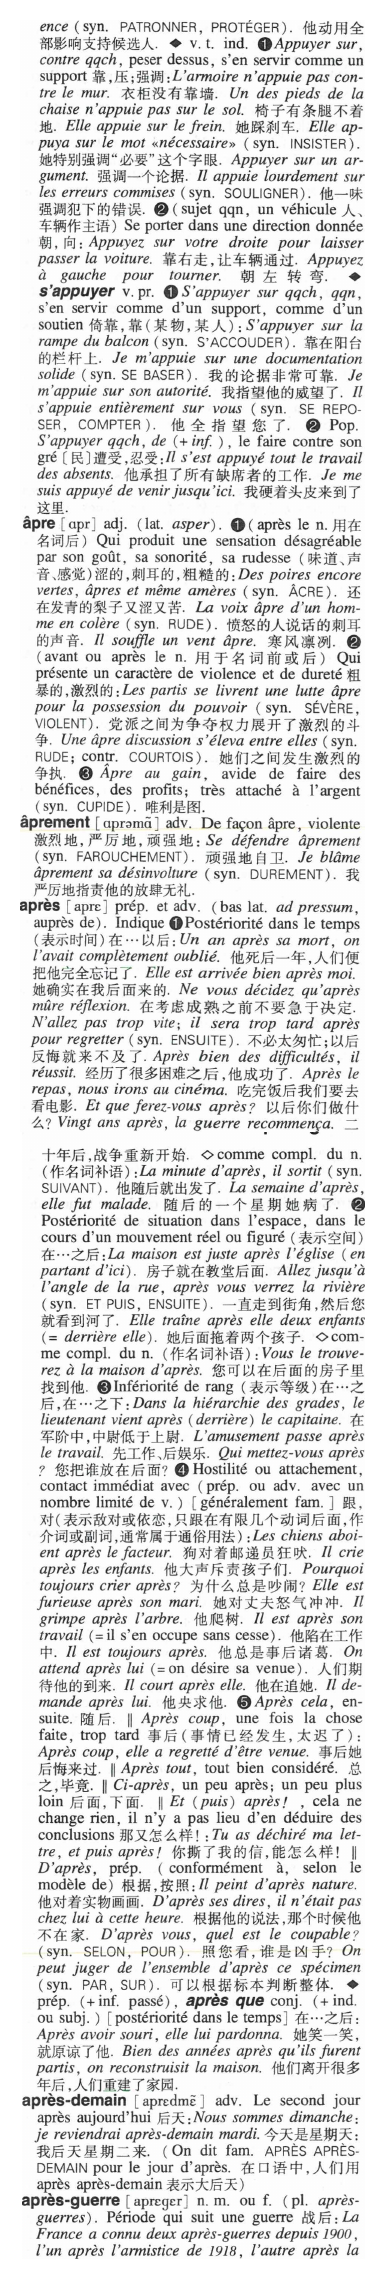 ence (syn. PATRONNER, PROTÉGER). 他动用全
部影响支持候选人. ◆ v. t. ind. ❶Appuyer sur,
contre qqch, peser dessus, s'en servir comme un
support 靠,压;强调:L'armoire n'appuie pas con-
tre le mur. 衣柜没有靠墙. Un des pieds de la
chaise n'appuie pas sur le sol. 椅子有条腿不着
地. Elle appuie sur le frein. 她踩刹车. Elle ap-
puya sur le mot «nécessaire» (syn. INSISTER).
她特别强调“必要”这个字眼. Appuyer sur un ar-
gument. 强调一个论据. Il appuie lourdement sur
les erreurs commises (syn. SOULIGNER). 他一味
强调犯下的错误. ❷(sujet qqn, un véhicule 人、
车辆作主语) Se porter dans une direction donnée
朝,向: Appuyez sur votre droite pour laisser
passer la voiture. 靠右走,让车辆通过. Appuyez
à gauche pour tourner. 朝左转弯. ◆
s'appuyer v. pr. ❶S'appuyer sur qqch, qqn,
s'en servir comme d'un support, comme d'un
soutien 倚靠,靠(某物,某人):S'appuyer sur la
rampe du balcon (syn. S'ACCOUDER). 靠在阳台
的栏杆上. Je m'appuie sur une documentation
solide (syn. SE BASER). 我的论据非常可靠. Je
m'appuie sur son autorité. 我指望他的威望了. Il
s'appuie entièrement sur vous (syn. SE REPO-
SER, COMPTER). 他全指望您了. ❷ Pop.
S'appuyer qqch, de (+inf.), le faire contre son
gré [民]遭受,忍受:Il s'est appuyé tout le travail
des absents. 他承担了所有缺席者的工作. Je me
suis appuyé de venir jusqu'ici. 我硬着头皮来到了
这里.
âpre [ɑpr] adj. (lat. asper). ❶(après le n. 用在
名词后) Qui produit une sensation désagréable
par son goût, sa sonorité, sa rudesse (味道、声
音、感觉)涩的,刺耳的,粗糙的:Des poires encore
vertes, âpres et même amères (syn. ÂCRE). 还
在发青的梨子又涩又苦. La voix âpre d'un hom-
me en colère (syn. RUDE). 愤怒的人说话的刺耳
的声音. Il souffle un vent âpre. 寒风凛冽. ❷
(avant ou après le n. 用于名词前或后) Qui
présente un caractère de violence et de dureté 粗
暴的,激烈的:Les partis se livrent une lutte âpre
pour la possession du pouvoir (syn. SÉVÈRE,
VIOLENT). 党派之间为争夺权力展开了激烈的斗
争. Une âpre discussion s'éleva entre elles (syn.
RUDE; contr. COURTOIS). 她们之间发生激烈的
争执. ❸ Âpre au gain, avide de faire des
bénéfices, des profits; très attaché à l'argent
(syn. CUPIDE). 唯利是图.
âprement [ɑprəmɑ̃] adv. De façon âpre, violente
激烈地,严厉地,顽强地: Se défendre âprement
(syn. FAROUCHEMENT). 顽强地自卫. Je blâme
âprement sa désinvolture (syn. DUREMENT). 我
严厉地指责他的放肆无礼.
après [aprɛ] prép. et adv. (bas lat. ad pressum,
auprès de). Indique ❶Postériorité dans le temps
(表示时间)在…以后:Un an après sa mort, on
l'avait complètement oublié. 他死后一年,人们便
把他完全忘记了. Elle est arrivée bien après moi.
她确实在我后面来的. Ne vous décidez qu'après
mûre réflexion. 在考虑成熟之前不要急于决定.
N'allez pas trop vite; il sera trop tard après
pour regretter (syn. ENSUITE). 不必太匆忙;以后
反悔就来不及了. Après bien des difficultés, il
réussit. 经历了很多困难之后,他成功了. Après le
repas, nous irons au cinéma. 吃完饭后我们要去
看电影. Et que ferez-vous après? 以后你们做什
么? Vingt ans après, la guerre recommença. 二
十年后,战争重新开始. ◇comme compl. du n.
(作名词补语):La minute d'après, il sortit (syn.
SUIVANT). 他随后就出发了. La semaine d'après,
elle fut malade. 随后的一个星期她病了. ❷
Postériorité de situation dans l'espace, dans le
cours d'un mouvement réel ou figuré (表示空间)
在…之后:La maison est juste après l'église (en
partant d'ici). 房子就在教堂后面. Allez jusqu'à
l'angle de la rue, après vous verrez la rivière
(syn. ET PUIS, ENSUITE). 一直走到街角,然后您
就看到河了. Elle traîne après elle deux enfants
(= derrière elle). 她后面拖着两个孩子. ◇com-
me compl. du n. (作名词补语):Vous le trouve-
rez à la maison d'après. 您可以在后面的房子里
找到他. ❸Infériorité de rang (表示等级)在…之
后,在…之下:Dans la hiérarchie des grades, le
lieutenant vient après (derrière) le capitaine. 在
军阶中,中尉低于上尉. L'amusement passe après
le travail. 先工作,后娱乐. Qui mettez-vous après
? 您把谁放在后面? ❹ Hostilité ou attachement,
contact immédiat avec (prép. ou adv. avec un
nombre limité de v.) [généralement fam.] 跟,
对(表示敌对或依恋,只跟在有限几个动词后面,作
介词或副词,通常属于通俗用法):Les chiens aboi-
ent après le facteur. 狗对着邮递员狂吠. Il crie
après les enfants. 他大声斥责孩子们. Pourquoi
toujours crier après? 为什么总是吵闹? Elle est
furieuse après son mari. 她对丈夫怒气冲冲. Il
grimpe après l'arbre. 他爬树. Il est après son
travail (=il s'en occupe sans cesse). 他陷在工作
中. Il est toujours après. 他总是事后诸葛. On
attend après lui (=on désire sa venue). 人们期
待他的到来. Il court après elle. 他在追她. Il de-
mande après lui. 他央求他. ❺Après cela, en-
suite. 随后. ‖ Après coup, une fois la chose
faite, trop tard 事后(事情已经发生,太迟了):
Après coup, elle a regretté d'être venue. 事后她
后悔来过. ‖ Après tout, tout bien considéré. 总
之,毕竟. ‖ Ci-après, un peu après; un peu plus
loin 后面,下面. ‖ Et (puis) après!, cela ne
change rien, il n'y a pas lieu d'en déduire des
conclusions 那又怎么样!:Tu as déchiré ma let-
tre, et puis après! 你撕了我的信,能怎么样! ‖
D'après, prép. (conformément à, selon le
modèle de) 根据,按照:Il peint d'après nature.
他对着实物画画. D'après ses dires, il n'était pas
chez lui à cette heure. 根据他的说法,那个时候他
不在家. D'après vous, quel est le coupable?
(syn. SELON, POUR). 照您看,谁是凶手? On
peut juger de l'ensemble d'après ce spécimen
(syn. PAR, SUR). 可以根据标本判断整体. ◆
prép. (+inf. passé), après que conj. (+ind.
ou subj.) [postériorité dans le temps] 在…之后:
Après avoir souri, elle lui pardonna. 她笑一笑,
就原谅了他. Bien des années après qu'ils furent
partis, on reconstruisit la maison. 他们离开很多
年后,人们重建了家园.
après-demain [aprɛdmɛ̃] adv. Le second jour
après aujourd'hui 后天:Nous sommes dimanche:
je reviendrai après-demain mardi. 今天是星期天:
我后天星期二来. (On dit fam. APRÈS APRÈS-
DEMAIN pour le jour d'après. 在口语中,人们用
après après-demain 表示大后天)
après-guerre [aprɛgɛr] n. m. ou f. (pl. après-
guerres). Période qui suit une guerre 战后:La
France a connu deux après-guerres depuis 1900,
l'un après l'armistice de 1918, l'autre après la